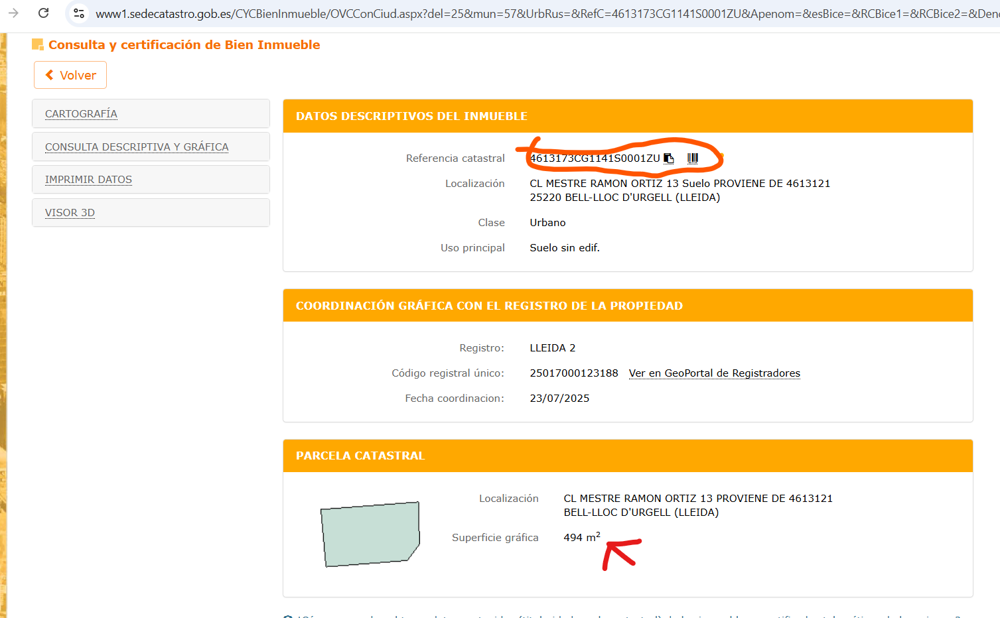 www1.sedecatastro.gob.es/CYCBienInmueble/OVCConCiud.aspx?del=25&mun=57&UrbRus=&RefC=4613173CG1141S0001ZU&Apenom=&esBice=&RCBice1=&RCBice2=&Deno
Consulta y certificación de Bien Inmueble
Volver
CARTOGRAFÍA
CONSULTA DESCRIPTIVA Y GRÁFICA
IMPRIMIR DATOS
VISOR 3D
DATOS DESCRIPTIVOS DEL INMUEBLE
Referencia catastral 4613173CG1141S0001ZU
Localización CL MESTRE RAMON ORTIZ 13 Suelo PROVIENE DE 4613121
25220 BELL-LLOC D'URGELL (LLEIDA)
Clase Urbano
Uso principal Suelo sin edif.
COORDINACIÓN GRÁFICA CON EL REGISTRO DE LA PROPIEDAD
Registro: LLEIDA 2
Código registral único: 25017000123188 Ver en GeoPortal de Registradores
Fecha coordinacion: 23/07/2025
PARCELA CATASTRAL
Localización CL MESTRE RAMON ORTIZ 13 PROVIENE DE 4613121
BELL-LLOC D'URGELL (LLEIDA)
Superficie gráfica 494 m²